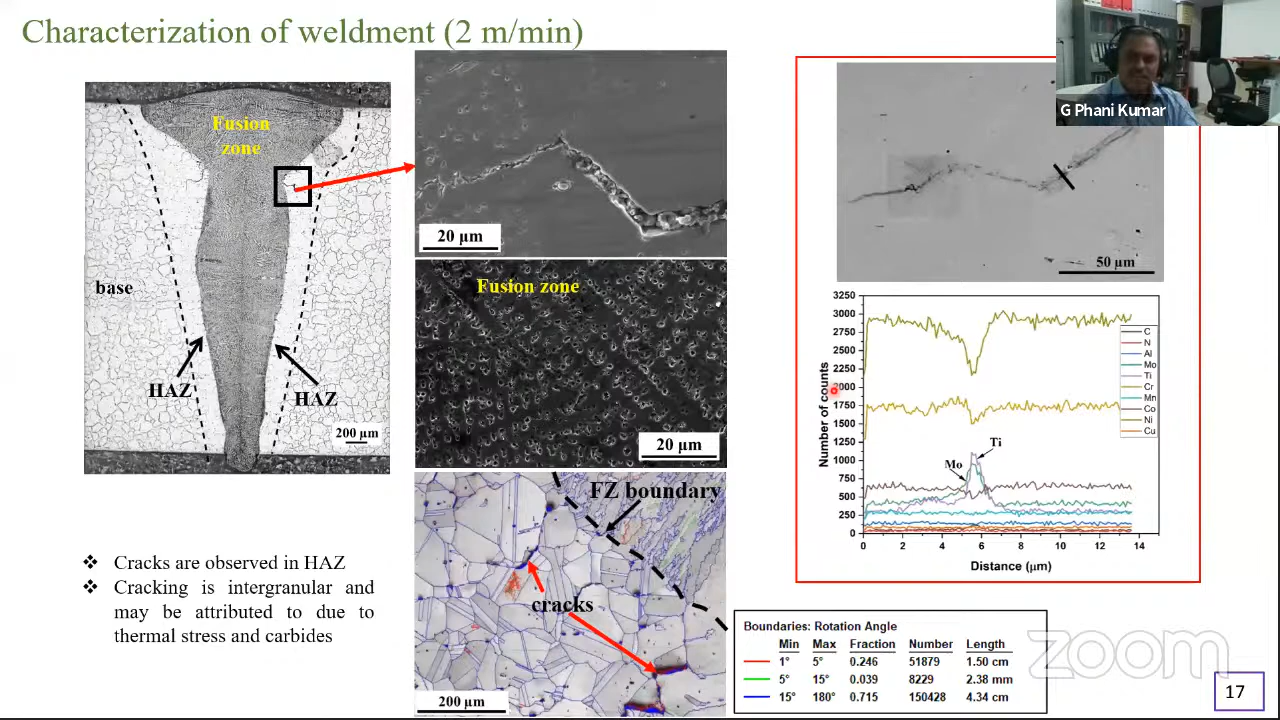 Characterization of weldment (2 m/min)
G Phani Kumar
Fusion
zone
base
HAZ
HAZ
200 µm
20 µm
Fusion zone
20 µm
FZ boundary
cracks
200 µm
50 µm
3250
3000
2750
2500
2250
2000
1750
1500
1250
1000
750
500
250
0
Number of counts
C
N
Al
Mo
Ti
Cr
Mn
Co
Ni
Cu
Ti
Mo
0 2 4 6 8 10 12 14
Distance (µm)
❖ Cracks are observed in HAZ
❖ Cracking is intergranular and
may be attributed to due to
thermal stress and carbides
Boundaries: Rotation Angle
Min Max Fraction Number Length
1° 5° 0.246 51879 1.50 cm
5° 15° 0.039 8229 2.38 mm
15° 180° 0.715 150428 4.34 cm
zoom
17